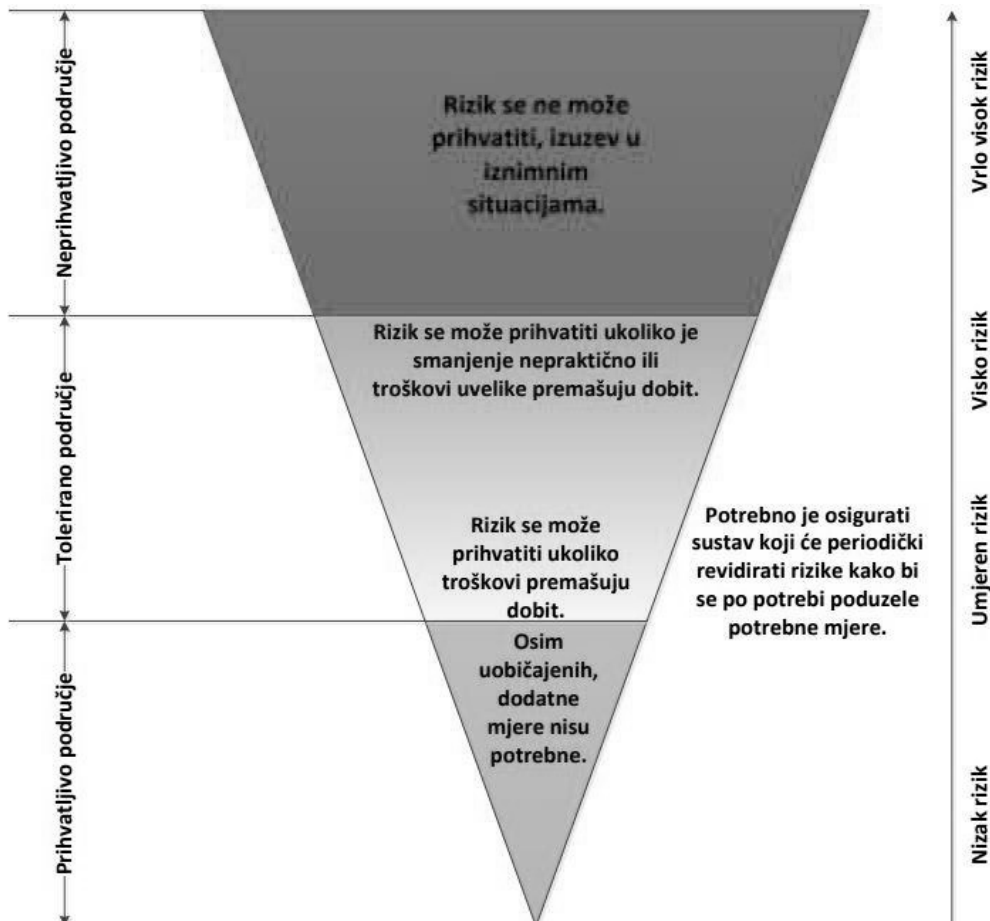 Neprihvatljivo područje
Rizik se ne može
prihvatiti, izuzev u
iznimnim
situacijama.
Vrlo visok rizik
Tolerirano područje
Rizik se može prihvatiti ukoliko je
smanjenje nepraktično ili
troškovi uvelike premašuju dobit.
Visko rizik
Rizik se može
prihvatiti ukoliko
troškovi premašuju
dobit.
Potrebno je osigurati
sustav koji će periodički
revidirati rizike kako bi
se po potrebi poduzele
potrebne mjere.
Umjeren rizik
Prihvatljivo područje
Osim
uobičajenih,
dodatne
mjere nisu
potrebne.
Nizak rizik